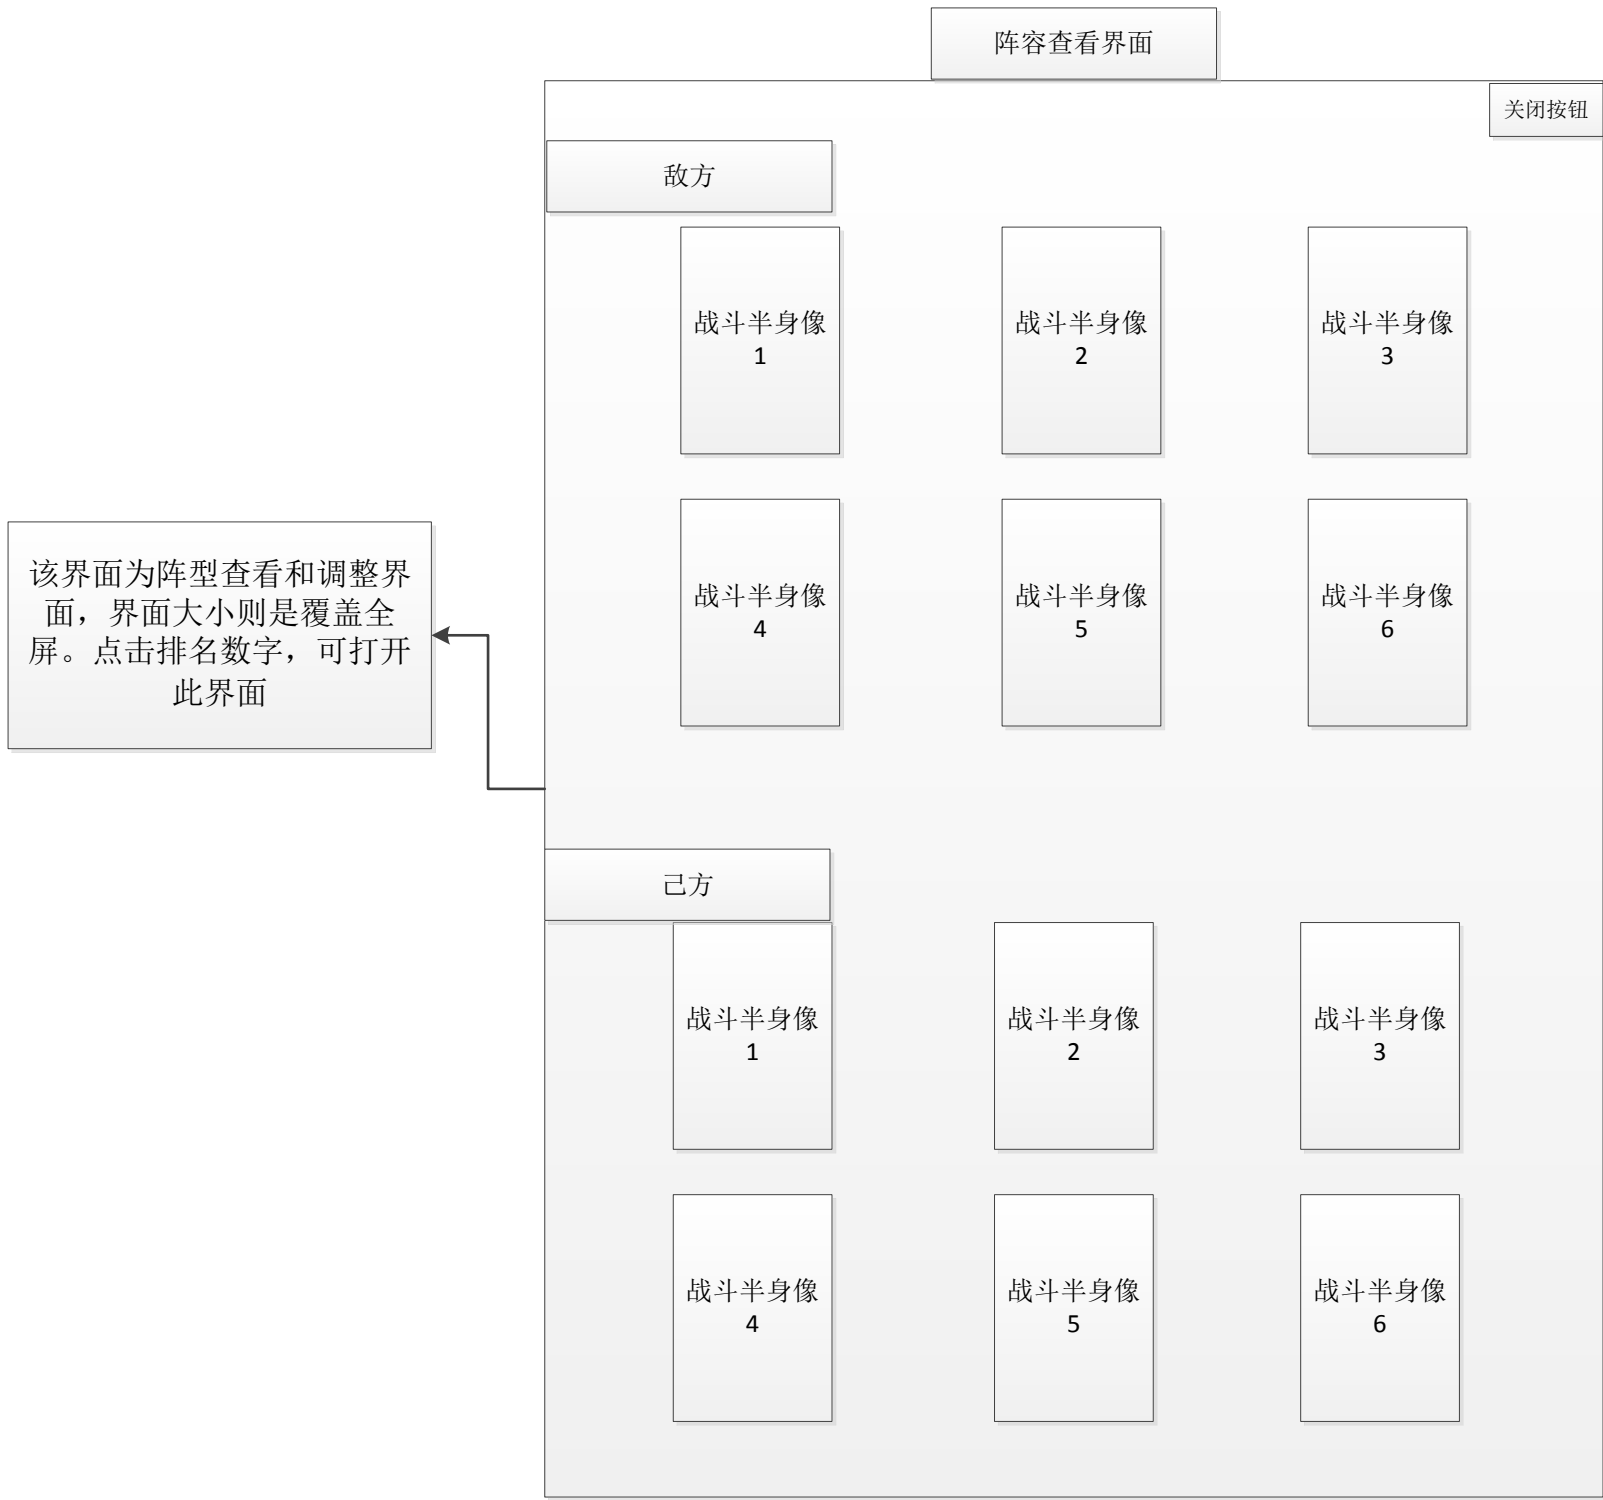 阵容查看界面
关闭按钮
敌方
战斗半身像
1
战斗半身像
2
战斗半身像
3
战斗半身像
4
战斗半身像
5
战斗半身像
6
该界面为阵型查看和调整界
面，界面大小则是覆盖全
屏。点击排名数字，可打开
此界面
己方
战斗半身像
1
战斗半身像
2
战斗半身像
3
战斗半身像
4
战斗半身像
5
战斗半身像
6